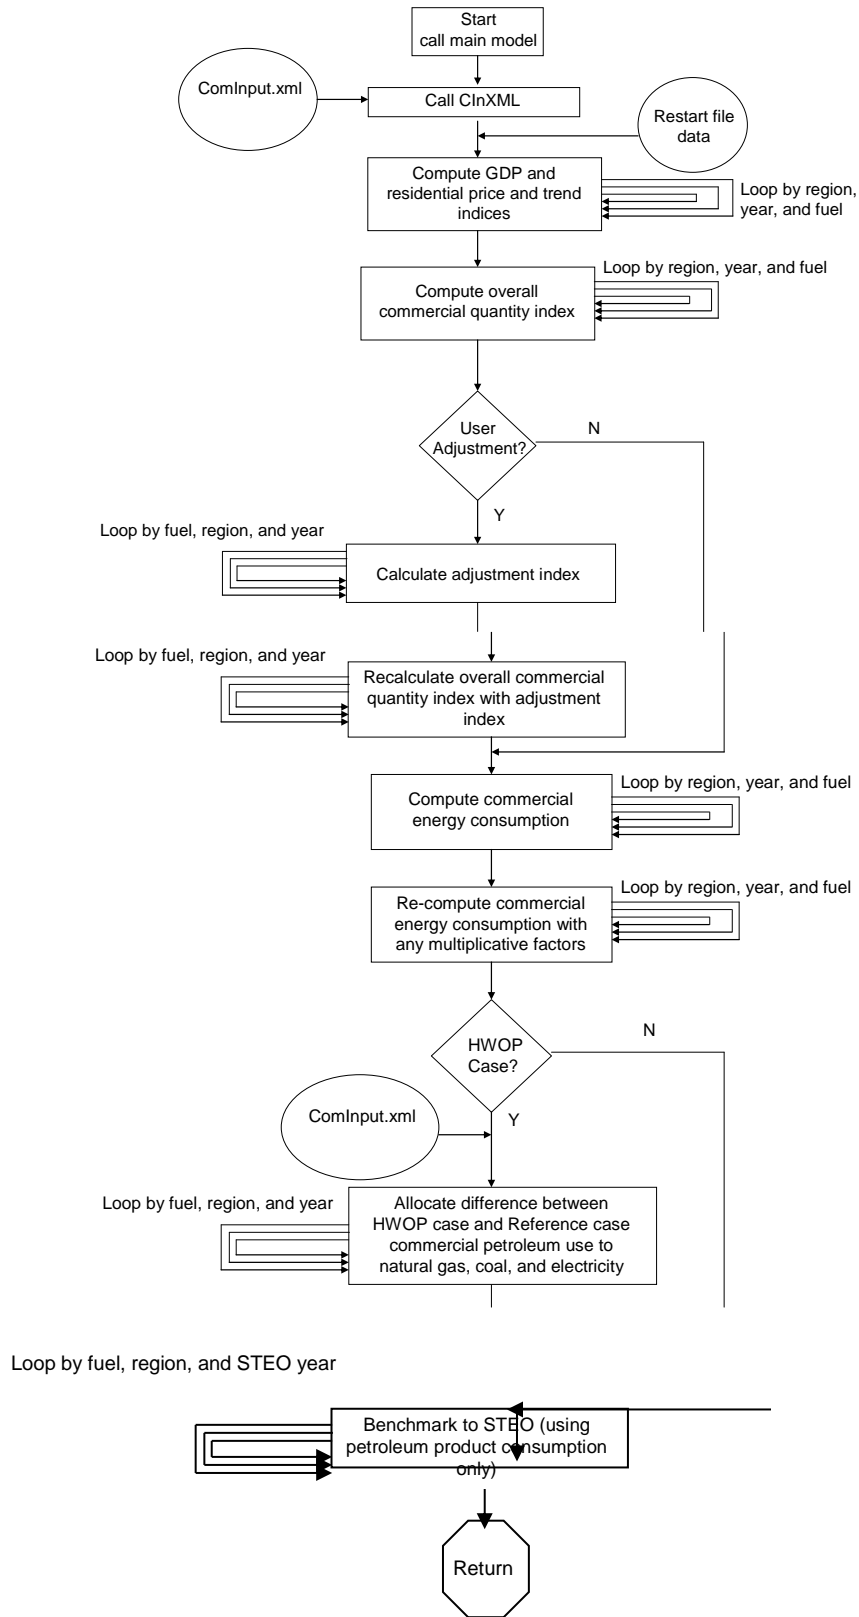 Start
call main model
ComInput.xml
Call CInXML
Restart file
data
Compute GDP and
residential price and trend
indices
Loop by region,
year, and fuel
Loop by region, year, and fuel
Compute overall
commercial quantity index
User
Adjustment?
N
Y
Loop by fuel, region, and year
Calculate adjustment index
Loop by fuel, region, and year
Recalculate overall commercial
quantity index with adjustment
index
Loop by region, year, and fuel
Compute commercial
energy consumption
Loop by region, year, and fuel
Re-compute commercial
energy consumption with
any multiplicative factors
HWOP
Case?
N
Y
ComInput.xml
Loop by fuel, region, and year
Allocate difference between
HWOP case and Reference case
commercial petroleum use to
natural gas, coal, and electricity
Loop by fuel, region, and STEO year
Benchmark to STEO (using
petroleum product consumption
only)
Return